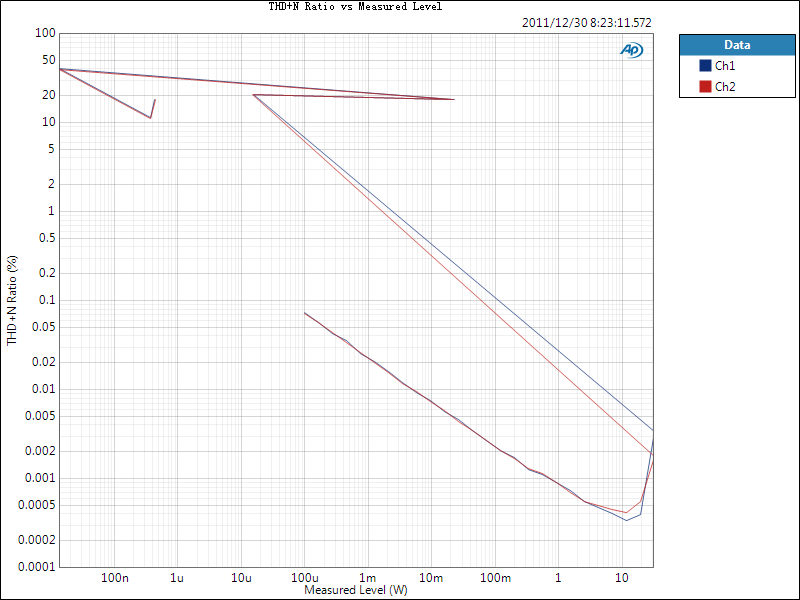 THD+N Ratio vs Measured Level
2011/12/30 8:23:11.572
AP
Data
Ch1
Ch2
THD+N Ratio (%)
100
50
20
10
5
2
1
0.5
0.2
0.1
0.05
0.02
0.01
0.005
0.002
0.001
0.0005
0.0002
0.0001
100n 1u 10u 100u 1m 10m 100m 1 10
Measured Level (W)